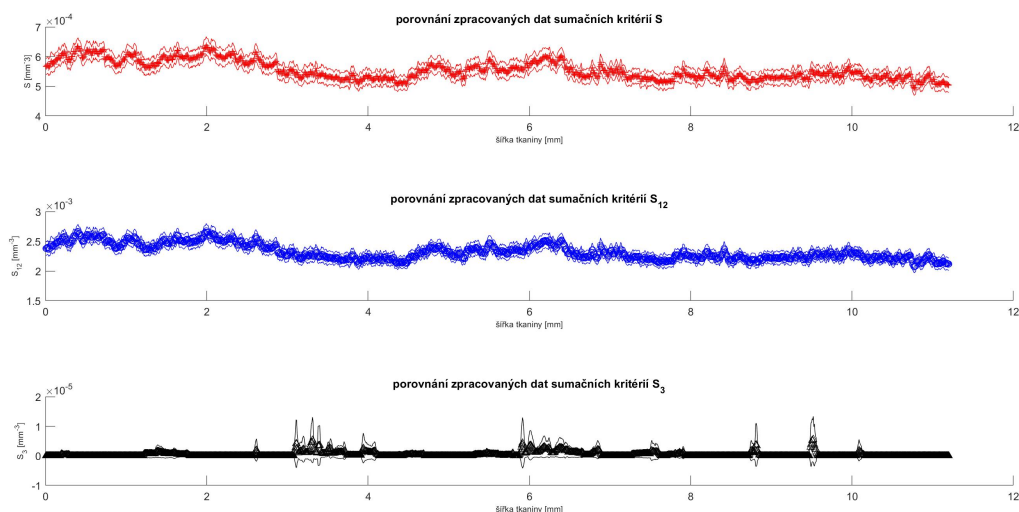 porovnání zpracovaných dat sumačních kritérií S
×10-4
7
6
5
4
S [mm-3]
0 2 4 6 8 10 12
šířka tkaniny [mm]
porovnání zpracovaných dat sumačních kritérií S12
×10-3
3
2.5
2
1.5
S12 [mm-3]
0 2 4 6 8 10 12
šířka tkaniny [mm]
porovnání zpracovaných dat sumačních kritérií S3
×10-5
2
1
0
-1
S3 [mm-3]
0 2 4 6 8 10 12
šířka tkaniny [mm]